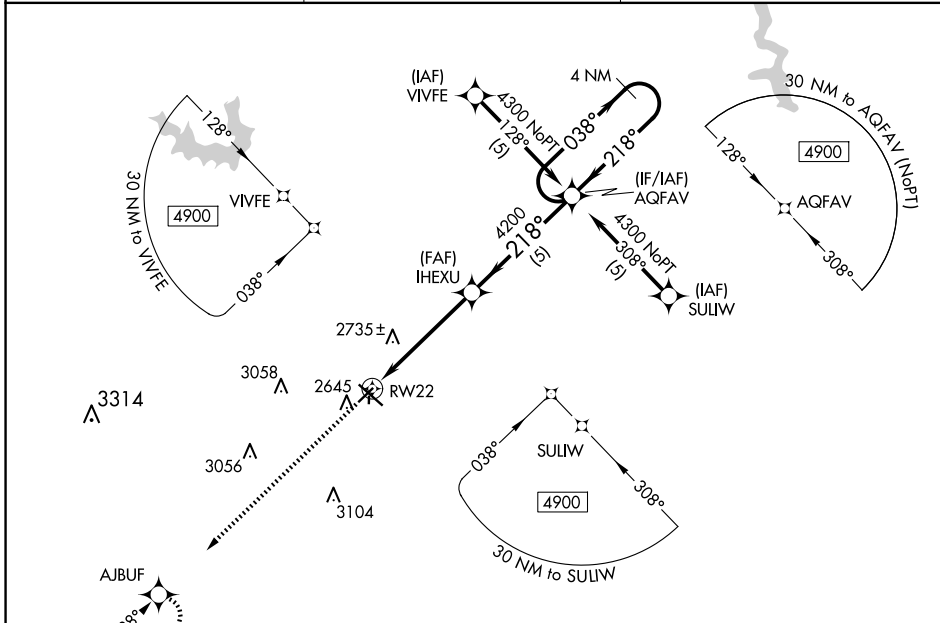 (IAF)
VIVFE
4300 NoPT
128°
(5)
4 NM
038°
218°
(IF/IAF)
AQFAV
4200
218°
(5)
(FAF)
IHEXU
4300 NoPT
308°
(5)
(IAF)
SULIW
128°
VIVFE
4900
038°
30 NM to VIVFE
30 NM to AQFAV (NoPT)
128°
4900
AQFAV
308°
2735±
3058
2645
RW22
3314
3056
3104
038°
SULIW
4900
308°
30 NM to SULIW
AJBUF